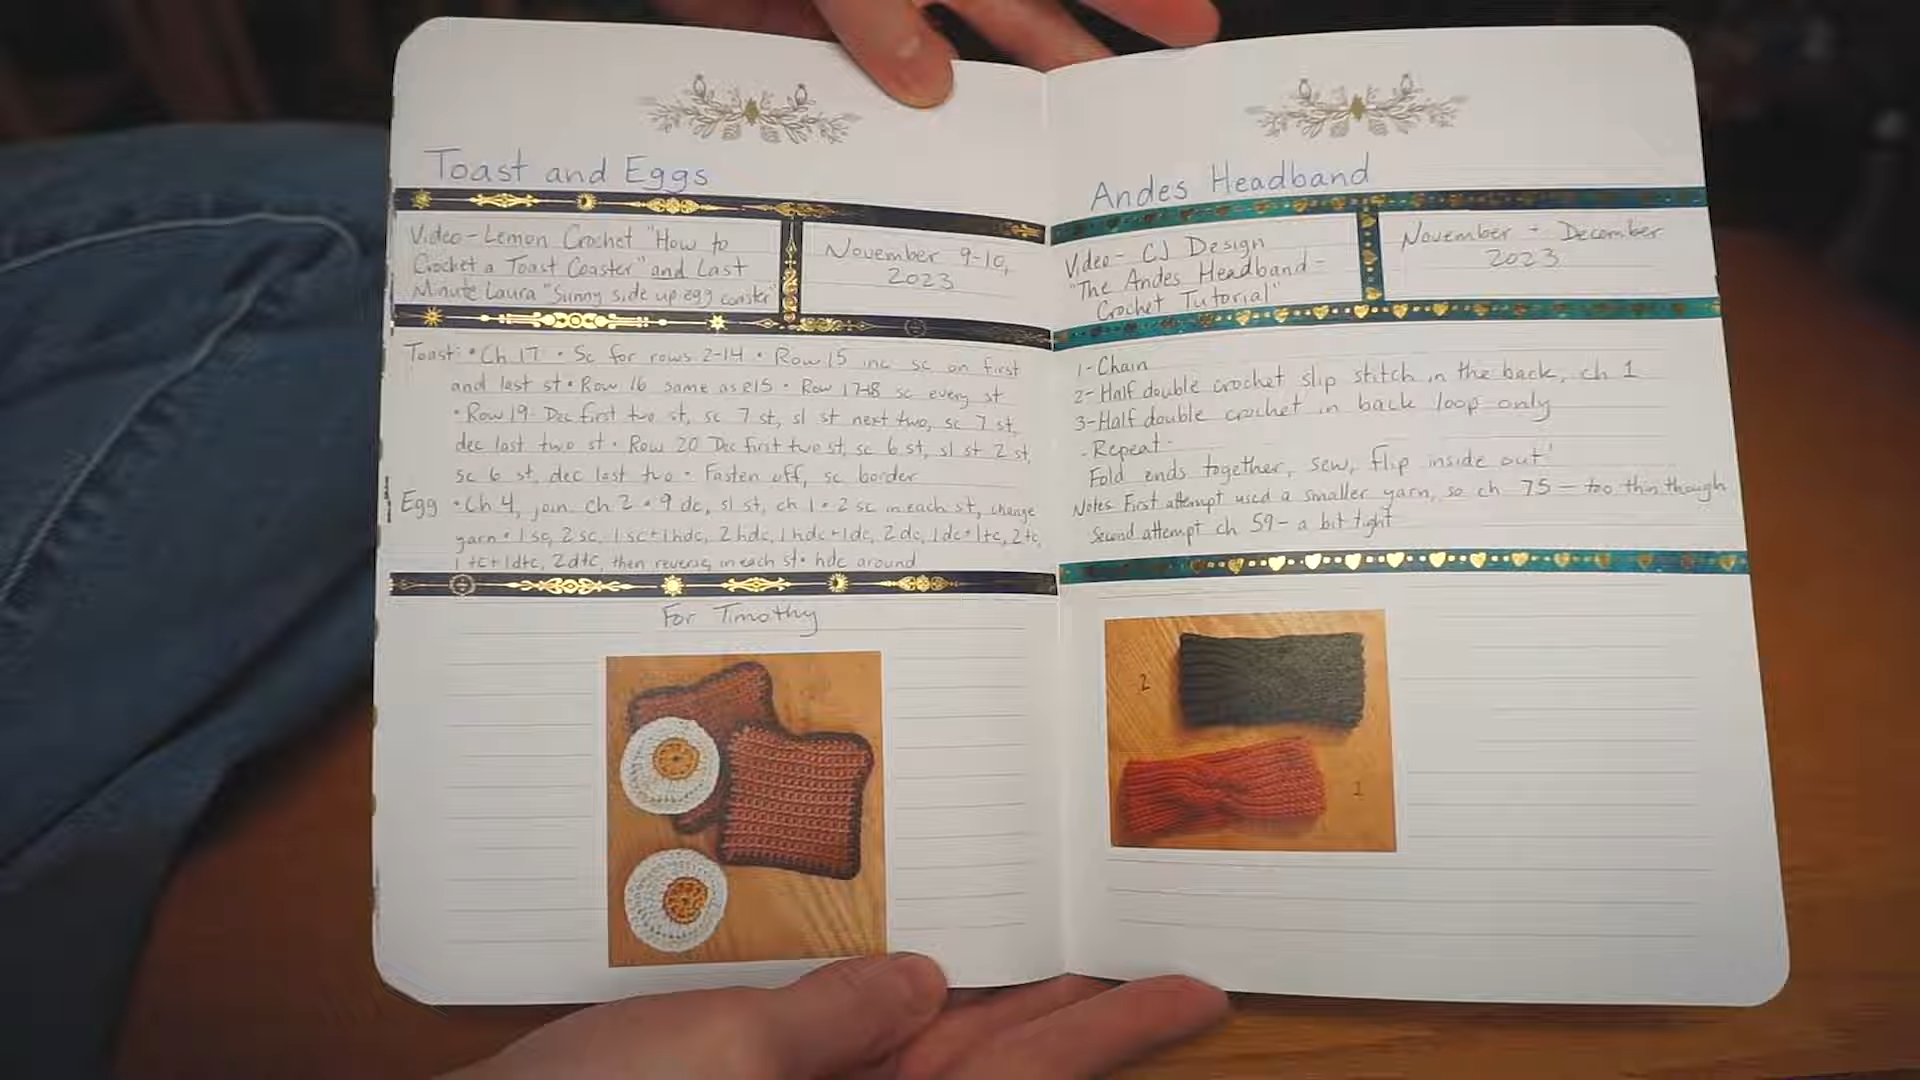 Toast and Eggs
Video - Lemon Crochet "How to
Crochet a Toast Coaster" and Last
Minute Laura "Sunny side up egg coaster"
November 9-10,
2023
Toast: • Ch 17 • Sc for rows 2-14 • Row 15 inc sc on first
and last st • Row 16 same as R15 • Row 17-18 sc every st
• Row 19 - Dec first two st, sc 7 st, sl st next two, sc 7 st,
dec last two st • Row 20 Dec first two st, sc 6 st, sl st 2 st,
sc 6 st, dec last two • Fasten off, sc border
Egg • Ch 4, join, ch 2 • 9 dc, sl st, ch 1 • 2 sc in each st, change
yarn • 1 sc, 2 sc, 1 sc + 1 hdc, 2 hdc, 1 hdc + 1 dc, 2 dc, 1 dc + 1 tc, 2 tc,
1 tc + 1 dtc, 2 dtc, then reverse, in each st • hdc around
For Timothy
Andes Headband
Video - CJ Design
"The Andes Headband -
Crochet Tutorial"
November - December
2023
1- Chain
2- Half double crochet slip stitch in the back, ch 1
3- Half double crochet in back loop only
- Repeat -
Fold ends together, sew, flip inside out!
Notes First attempt used a smaller yarn, so ch 75 - too thin though
Second attempt ch 59 - a bit tight
2
1